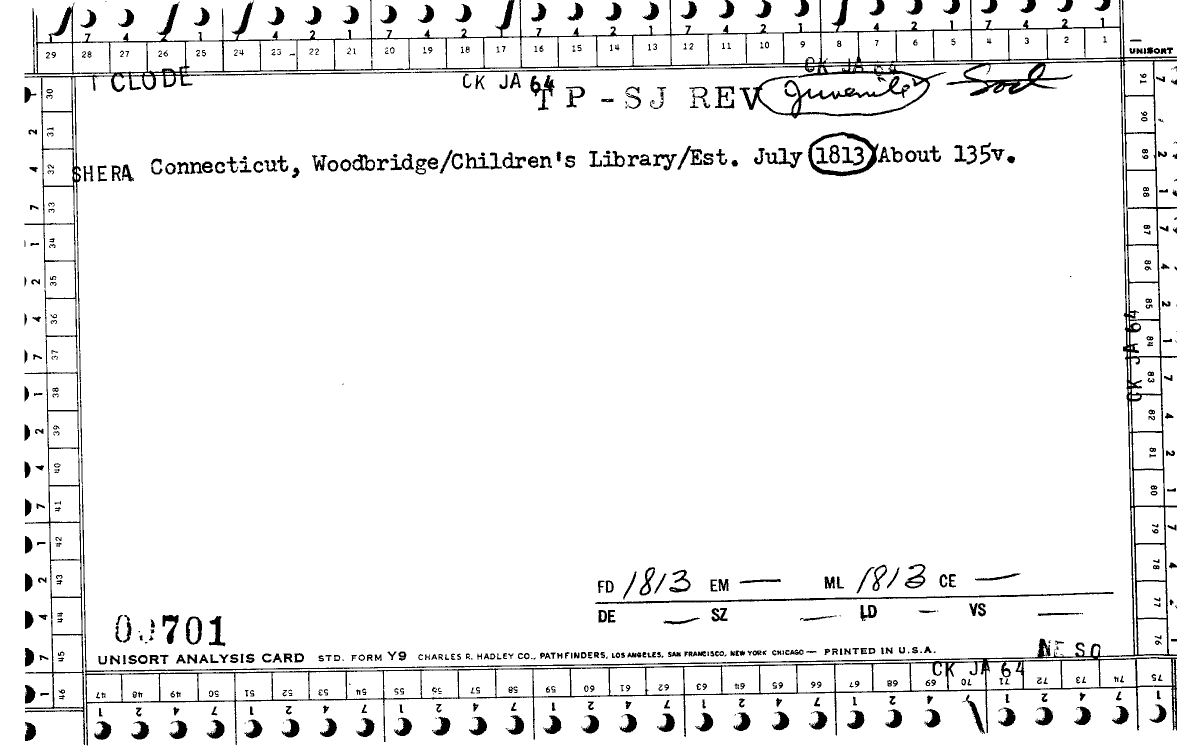 7 4 2 1 7 4 2 1 7 4 2 1 7 4 2 1 7 4 2 1 7 4 2 1
29 28 27 26 25 24 23 22 21 20 19 18 17 16 15 14 13 12 11 10 9 8 7 6 5 4 3 2 1 UNISORT
CLODE CK JA 64 CK JA 64
TP-SJ REV Juvenile Socl
SHERA Connecticut, Woodbridge/Children's Library/Est. July 1813/About 135v.
30 31 32 33 34 35 36 37 38 39 40 41 42 43 44 45 46
91 90 89 88 87 86 85 84 83 82 81 80 79 78 77 76
CK JA 64
FD 1813 EM — ML 1813 CE —
DE — SZ — LD — VS —
00701
UNISORT ANALYSIS CARD STD. FORM Y9 CHARLES R. HADLEY CO., PATHFINDERS, LOS ANGELES, SAN FRANCISCO, NEW YORK CHICAGO — PRINTED IN U.S.A.
NE SO
CK JA 64
47 48 49 50 51 52 53 54 55 56 57 58 59 60 61 62 63 64 65 66 67 68 69 70 71 72 73 74 75